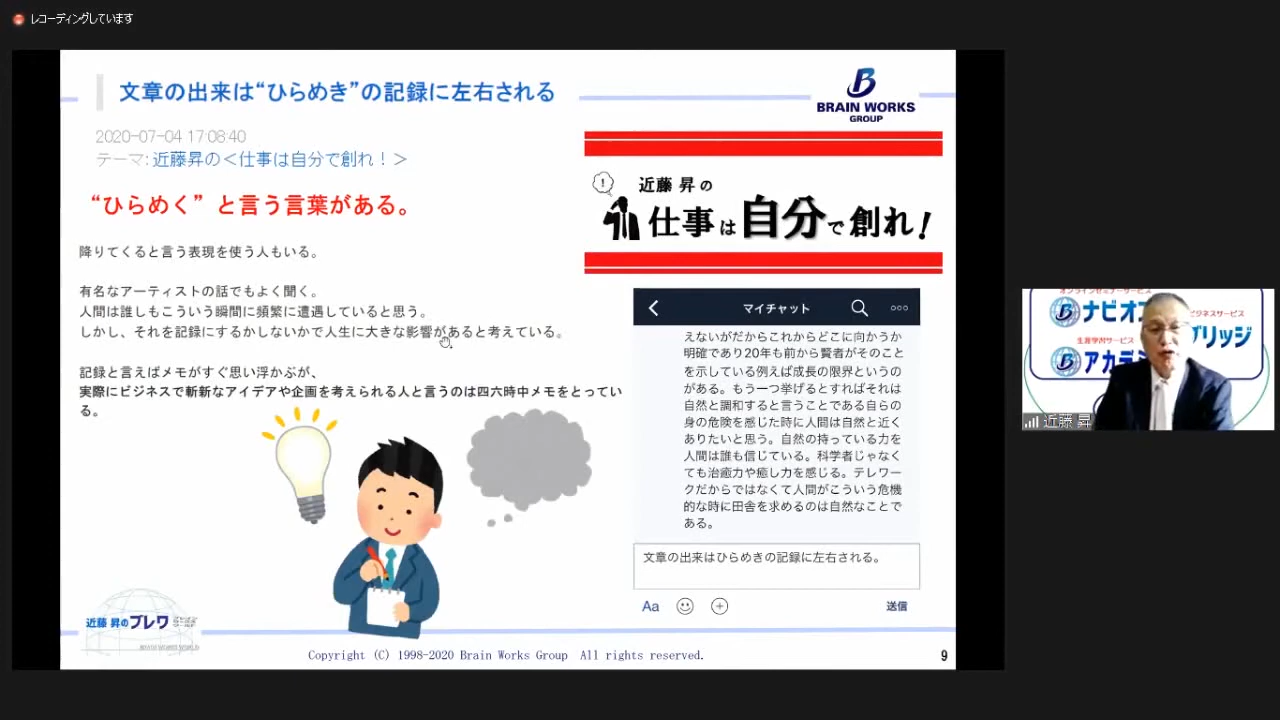 レコーディングしています
文章の出来は“ひらめき”の記録に左右される
B
BRAIN WORKS
GROUP
2020-07-04 17:08:40
テーマ: 近藤昇の＜仕事は自分で創れ！＞
“ひらめく” と言う言葉がある。
降りてくると言う表現を使う人もいる。
有名なアーティストの話でもよく聞く。
人間は誰しもこういう瞬間に頻繁に遭遇していると思う。
しかし、それを記録にするかしないかで人生に大きな影響があると考えている。
記録と言えばメモがすぐ思い浮かぶが、
実際にビジネスで斬新なアイデアや企画を考えられる人と言うのは四六時中メモをとってい
る。
!
近藤 昇の
仕事は自分で創れ!
マイチャット
えないがだからこれからどこに向かうか
明確であり20年も前から賢者がそのこと
を示している例えば成長の限界というの
がある。もう一つ挙げるとすればそれは
自然と調和すると言うことである自らの
身の危険を感じた時に人間は自然と近く
ありたいと思う。自然の持っている力を
人間は誰も信じている。科学者じゃなく
ても治癒力や癒し力を感じる。テレワー
クだからではなくて人間がこういう危機
的な時に田舎を求めるのは自然なことで
ある。
文章の出来はひらめきの記録に左右される。
Aa
送信
近藤 昇のブレワ
BRAIN WORKS WORLD
Copyright (C) 1998-2020 Brain Works Group All rights reserved.
9
オンラインセミナーサービス
ナビオ
ビジネスサービス
ブリッジ
生涯学習サービス
アカデ
近藤 昇